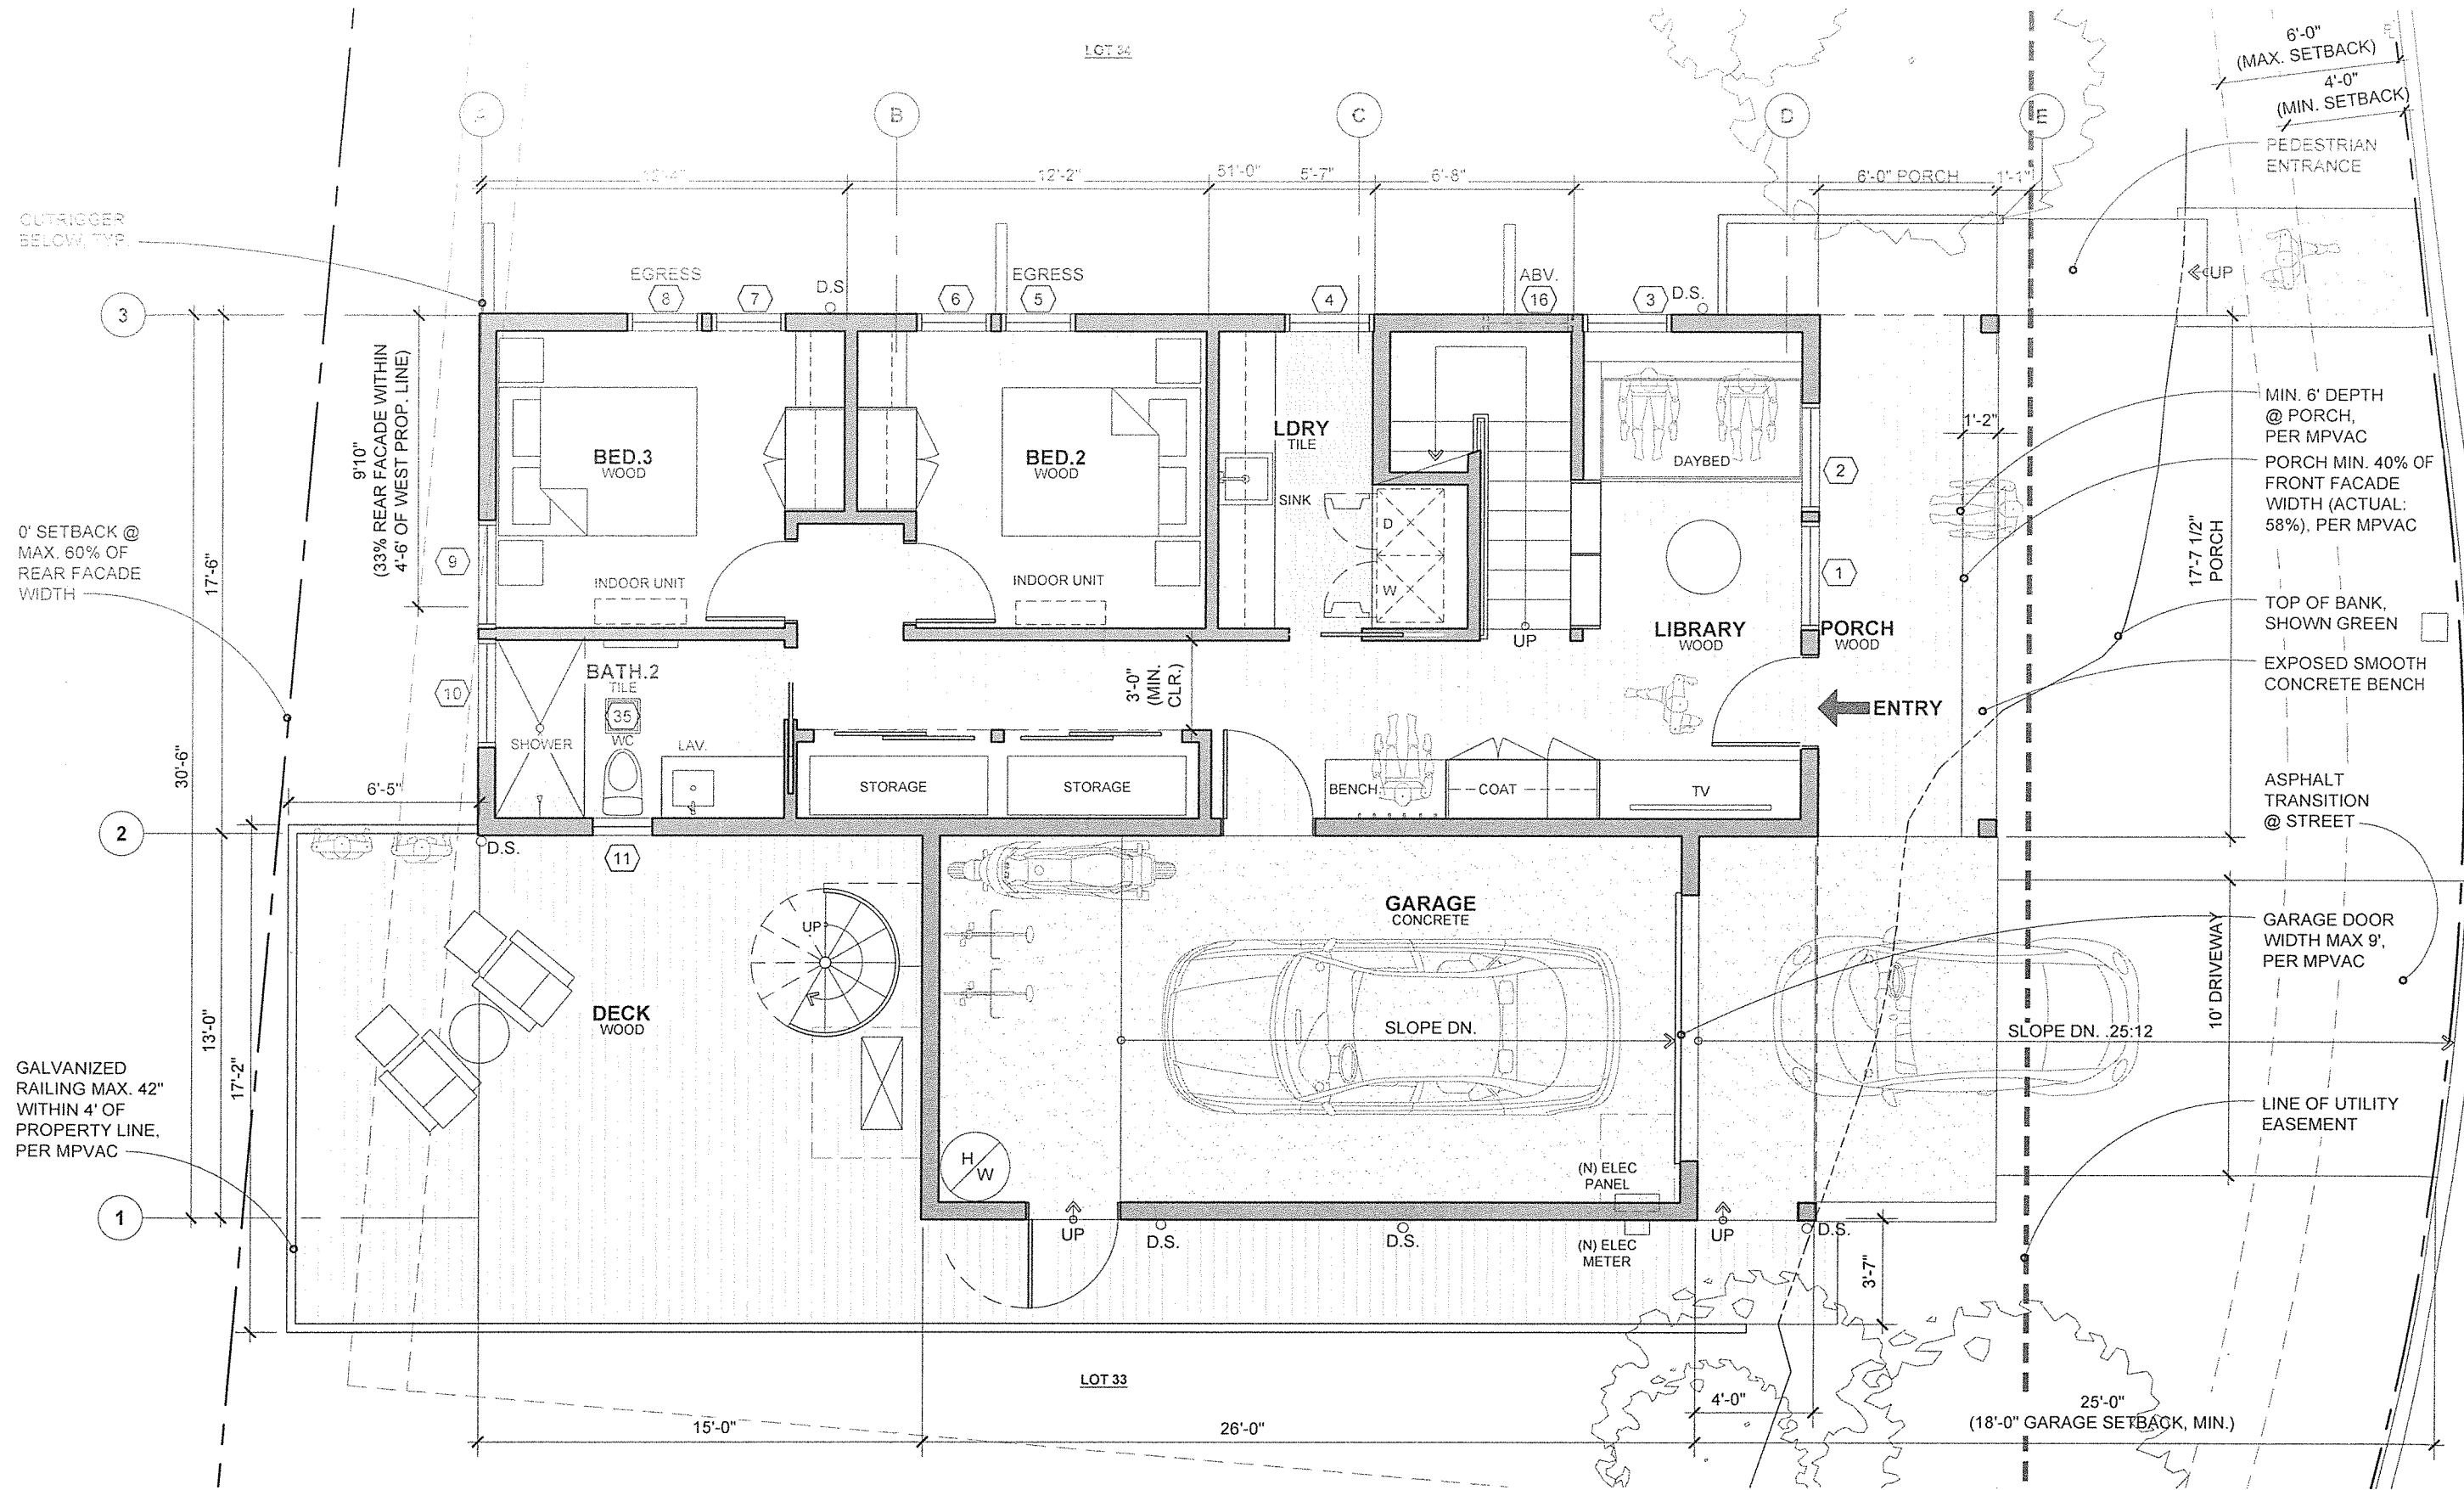 LOT 34
6'-0"
(MAX. SETBACK)
4'-0"
(MIN. SETBACK)
A
B
C
D
E
PEDESTRIAN
ENTRANCE
12'-2"
51'-0"
5'-7"
6'-8"
6'-0" PORCH
1'-1"
OUTRIGGER
BELOW, TYP.
UP
EGRESS
8
7
D.S.
6
EGRESS
5
4
ABV.
16
3
D.S.
3
9'10"
(33% REAR FACADE WITHIN
4'-6' OF WEST PROP. LINE)
MIN. 6' DEPTH
@ PORCH,
PER MPVAC
1'-2"
BED.3
WOOD
BED.2
WOOD
LDRY
TILE
SINK
DAYBED
2
PORCH MIN. 40% OF
FRONT FACADE
WIDTH (ACTUAL:
58%), PER MPVAC
D
W
0' SETBACK @
MAX. 60% OF
REAR FACADE
WIDTH
17'-6"
9
INDOOR UNIT
INDOOR UNIT
1
17'-7 1/2"
PORCH
TOP OF BANK,
SHOWN GREEN
UP
LIBRARY
WOOD
PORCH
WOOD
EXPOSED SMOOTH
CONCRETE BENCH
BATH.2
TILE
10
35
WC
SHOWER
LAV.
3'-0"
(MIN.
CLR.)
ENTRY
30'-6"
6'-5"
STORAGE
STORAGE
BENCH
COAT
TV
ASPHALT
TRANSITION
@ STREET
2
D.S.
11
GARAGE
CONCRETE
UP
DECK
WOOD
GARAGE DOOR
WIDTH MAX 9',
PER MPVAC
10' DRIVEWAY
13'-0"
17'-2"
SLOPE DN.
SLOPE DN. .25:12
GALVANIZED
RAILING MAX. 42"
WITHIN 4' OF
PROPERTY LINE,
PER MPVAC
LINE OF UTILITY
EASEMENT
H
W
(N) ELEC
PANEL
1
UP
D.S.
D.S.
(N) ELEC
METER
UP
D.S.
3'-7"
LOT 33
15'-0"
26'-0"
4'-0"
25'-0"
(18'-0" GARAGE SETBACK, MIN.)